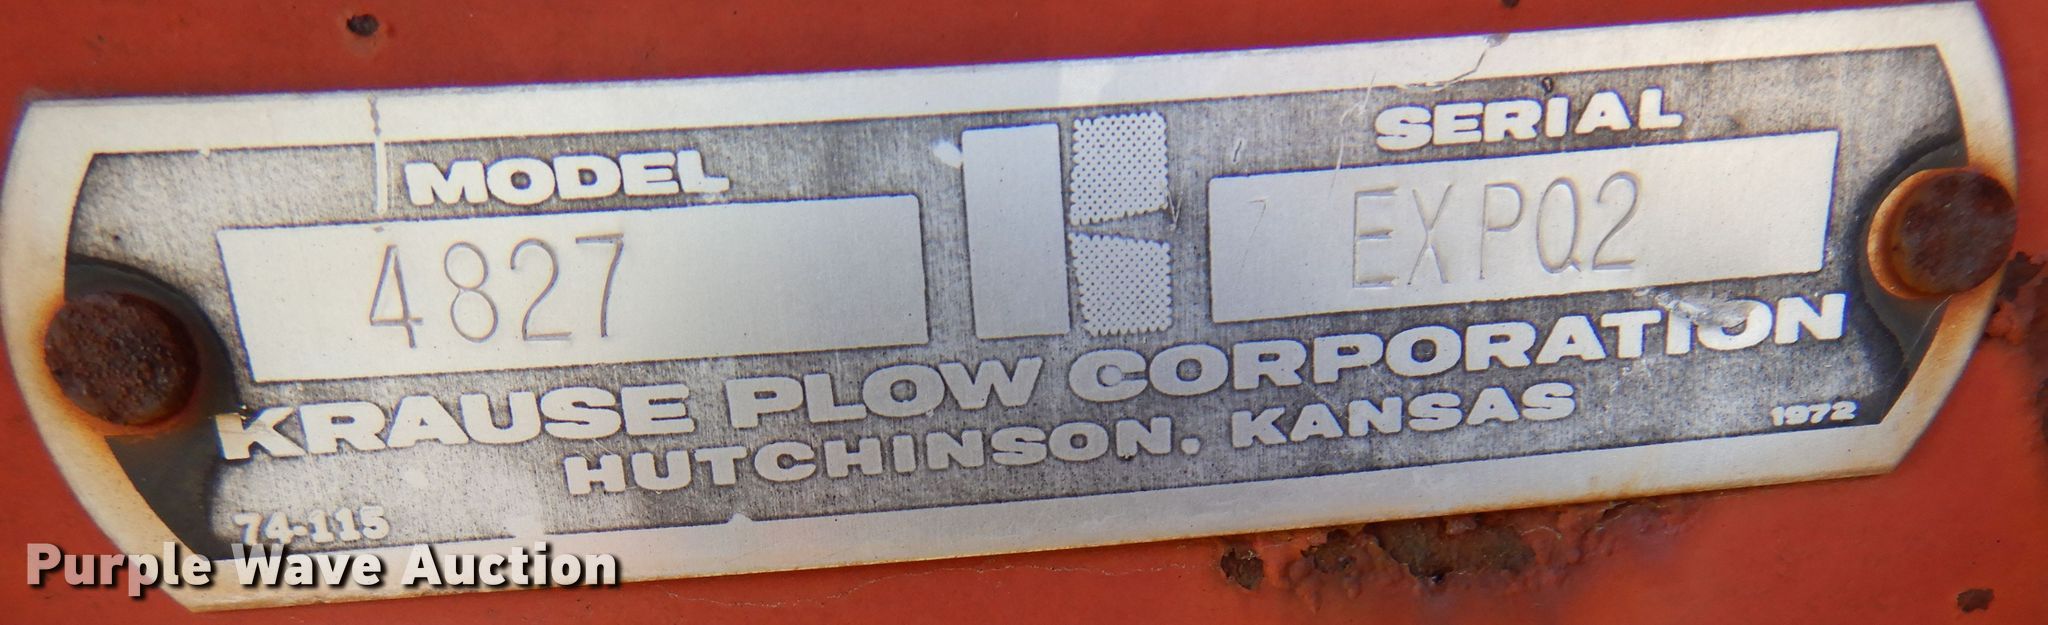 MODEL
SERIAL
4827
EXPQ2
KRAUSE PLOW CORPORATION
HUTCHINSON, KANSAS
1972
74-115
Purple Wave Auction